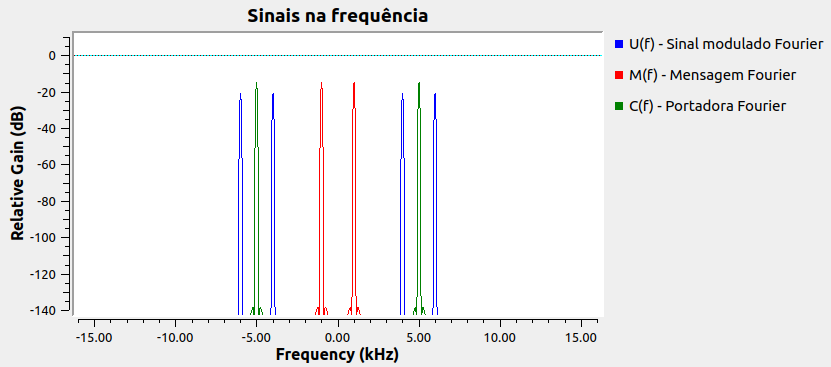 Sinais na frequência
U(f) - Sinal modulado Fourier
M(f) - Mensagem Fourier
C(f) - Portadora Fourier
Relative Gain (dB)
0
-20
-40
-60
-80
-100
-120
-140
-15.00 -10.00 -5.00 0.00 5.00 10.00 15.00
Frequency (kHz)